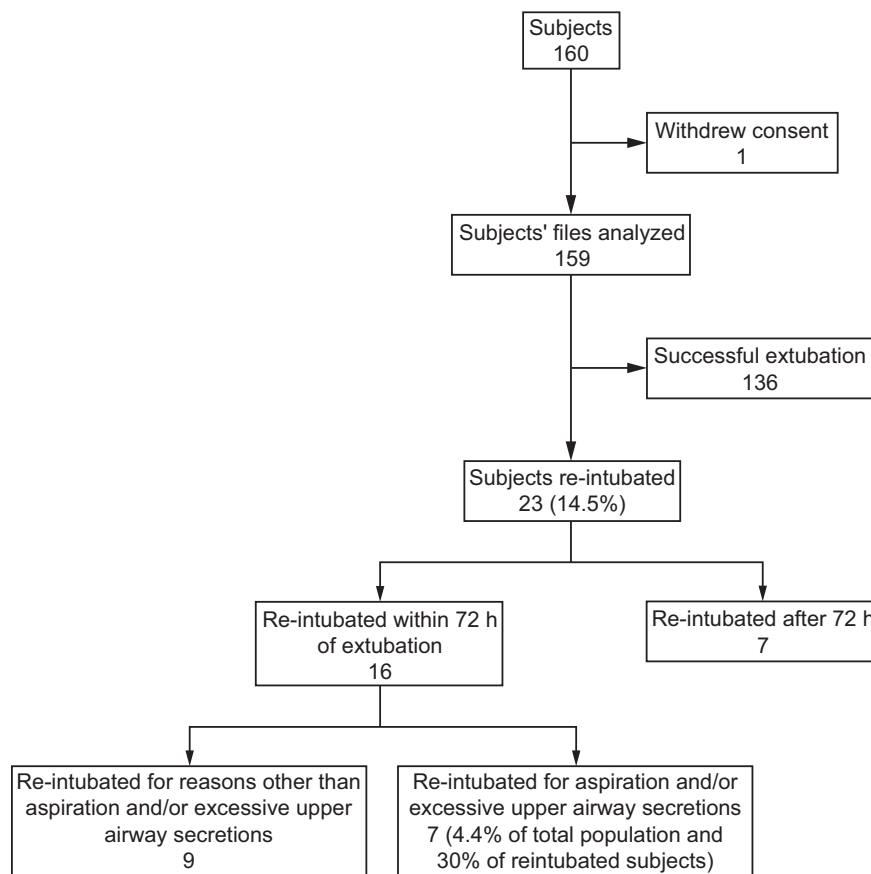 Subjects
160
Withdrew consent
1
Subjects' files analyzed
159
Successful extubation
136
Subjects re-intubated
23 (14.5%)
Re-intubated within 72 h
of extubation
16
Re-intubated after 72 h
7
Re-intubated for reasons other than
aspiration and/or excessive upper
airway secretions
9
Re-intubated for aspiration and/or
excessive upper airway secretions
7 (4.4% of total population and
30% of reintubated subjects)